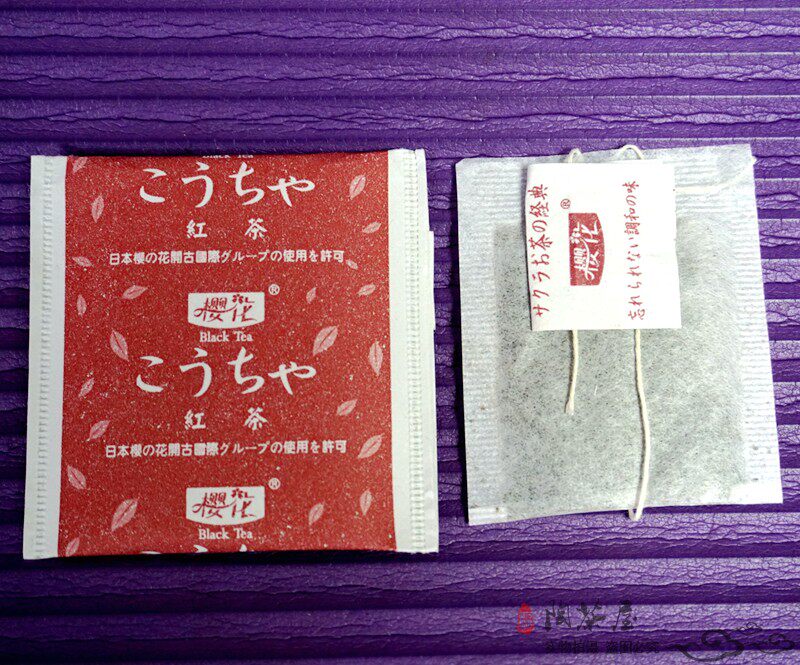 Black Tea
こうちゃ
紅 茶
日本櫻の花開古國際グループの使用を許可
櫻花®
Black Tea
こうちゃ
紅 茶
日本櫻の花開古國際グループの使用を許可
櫻花®
Black Tea
サクラお茶の経典
櫻花®
忘れられない調和の味